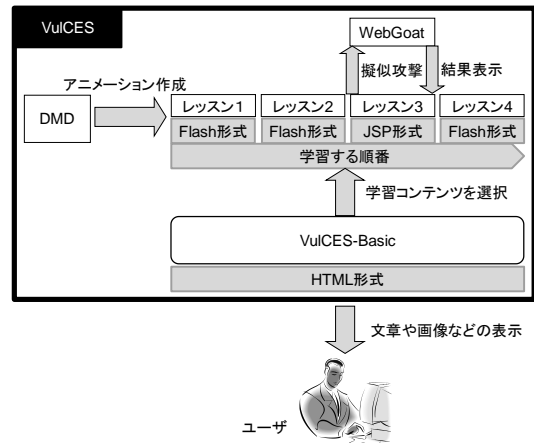 VulCES
WebGoat
擬似攻撃
結果表示
アニメーション作成
DMD
レッスン1
レッスン2
レッスン3
レッスン4
Flash形式
Flash形式
JSP形式
Flash形式
学習する順番
学習コンテンツを選択
VulCES-Basic
HTML形式
文章や画像などの表示
ユーザ